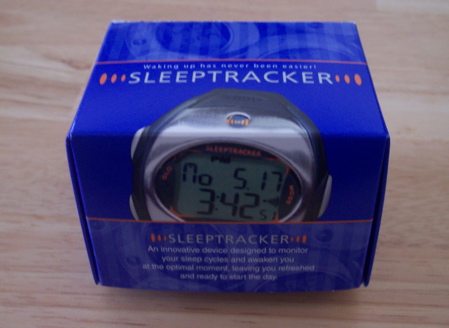 Waking up has never been easier!
SLEEPTRACKER
SLEEPTRACKER
Mo 5.17
3:42 51
SLEEPTRACKER
An innovative device designed to monitor
your sleep cycles and awaken you
at the optimal moment, leaving you refreshed
and ready to start the day